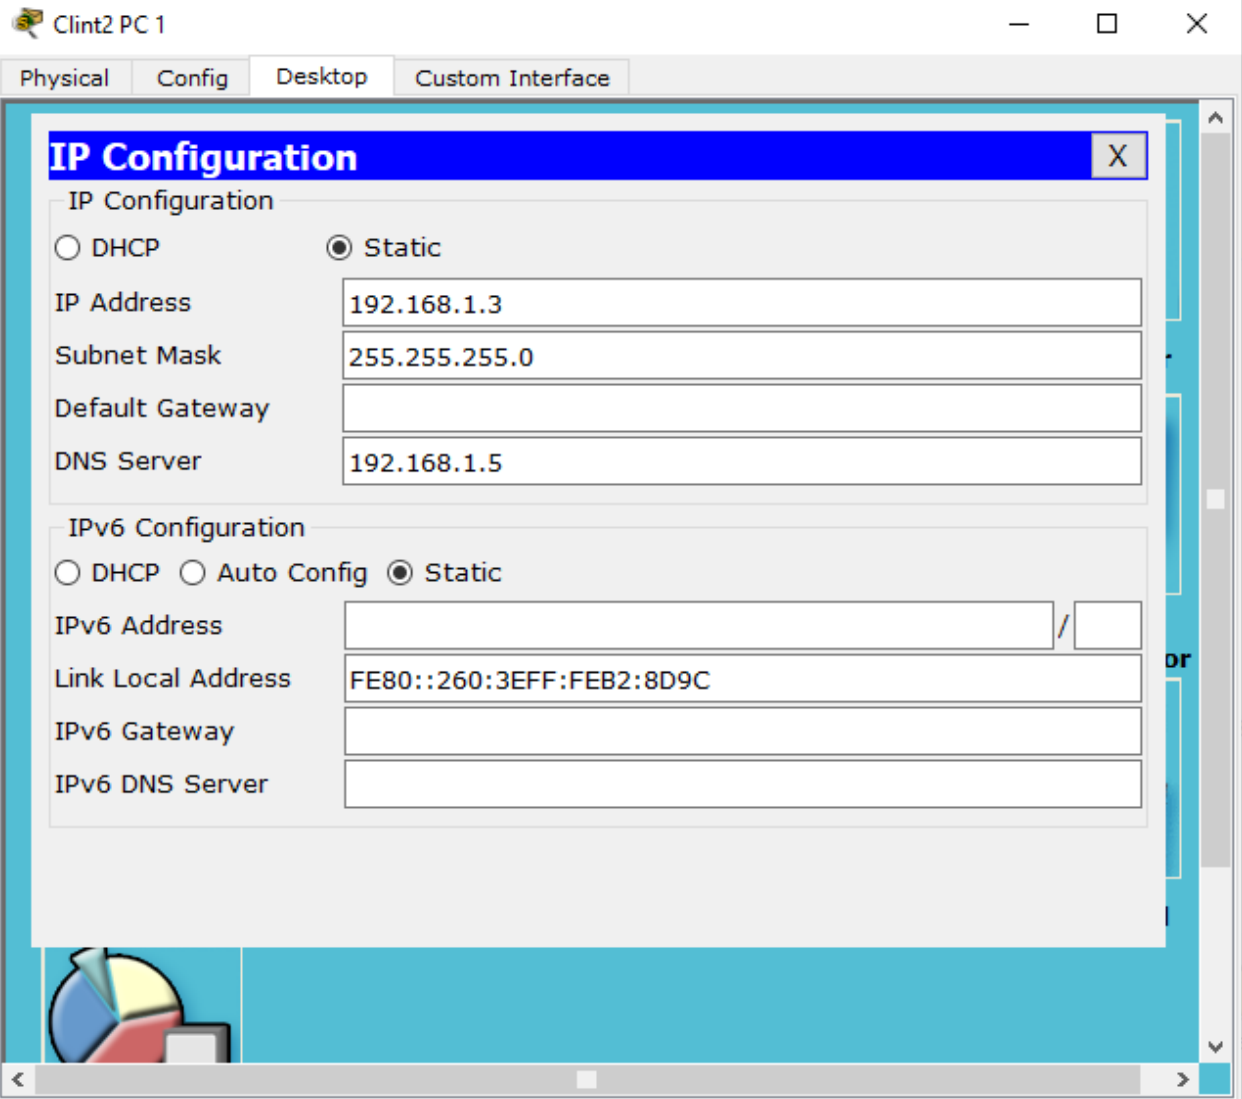 Clint2 PC 1
Physical Config Desktop Custom Interface
IP Configuration X
IP Configuration
DHCP Static
IP Address 192.168.1.3
Subnet Mask 255.255.255.0
Default Gateway
DNS Server 192.168.1.5
IPv6 Configuration
DHCP Auto Config Static
IPv6 Address /
Link Local Address FE80::260:3EFF:FEB2:8D9C
IPv6 Gateway
IPv6 DNS Server